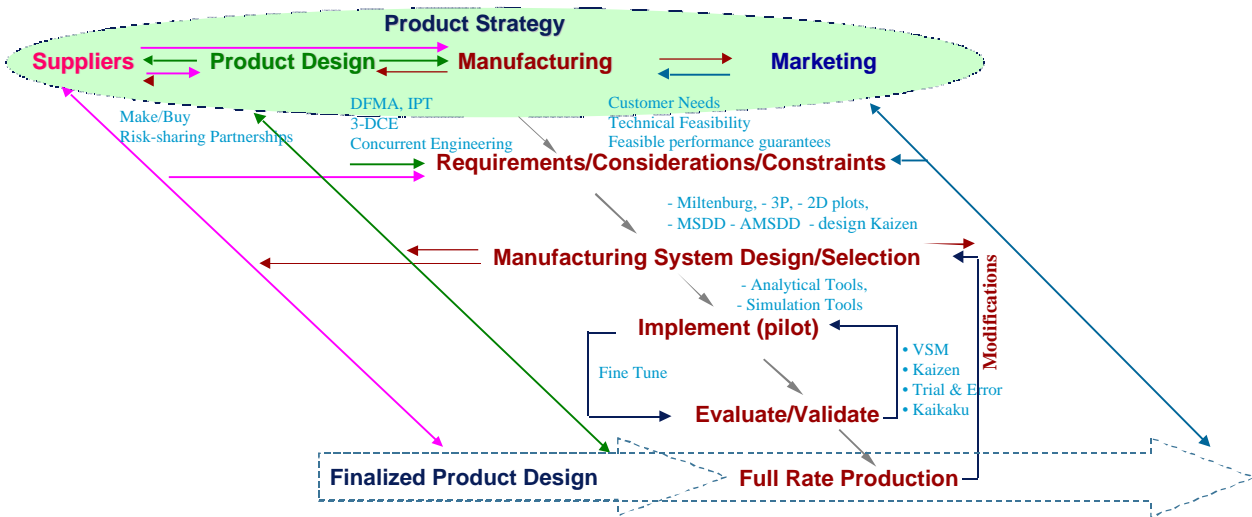 Product Strategy
Suppliers
Product Design
Manufacturing
Marketing
Make/Buy
Risk-sharing Partnerships
DFMA, IPT
3-DCE
Concurrent Engineering
Customer Needs
Technical Feasibility
Feasible performance guarantees
Requirements/Considerations/Constraints
- Miltenburg, - 3P, - 2D plots,
- MSDD - AMSDD - design Kaizen
Manufacturing System Design/Selection
- Analytical Tools,
- Simulation Tools
Modifications
Implement (pilot)
Fine Tune
• VSM
• Kaizen
• Trial & Error
• Kaikaku
Evaluate/Validate
Finalized Product Design
Full Rate Production